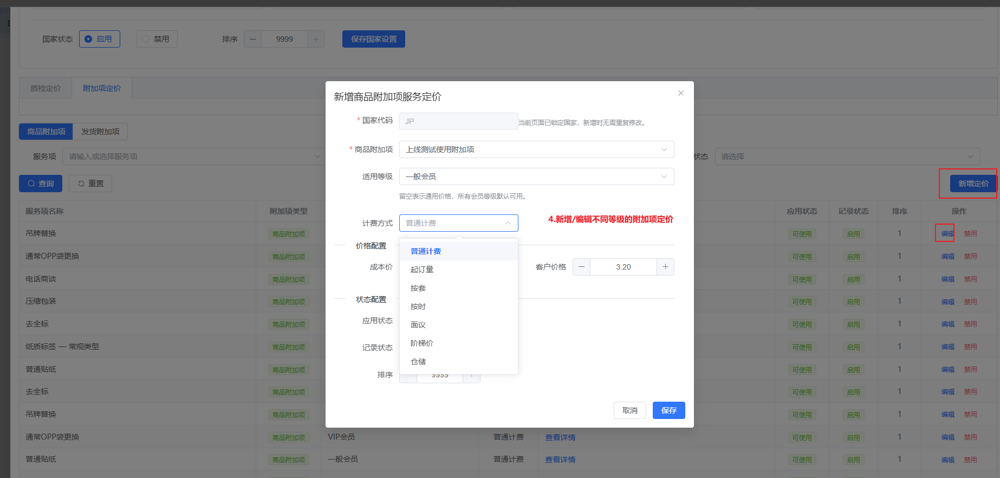 国家状态 启用 禁用 排序 9999 保存国家设置
质检定价 附加项定价
新增商品附加项服务定价
* 国家代码 JP 当前页面已锁定国家，新增时无需重复修改。
商品附加项 发货附加项
* 商品附加项 上线测试使用附加项
服务项 请输入或选择服务项
状态 请选择
适用等级 一般会员
查询 重置
新增定价
留空表示通用价格，所有会员等级默认可用。
服务项名称 附加项类型 应用状态 记录状态 排序 操作
计费方式 普通计费
4.新增/编辑不同等级的附加项定价
普通计费
起订量
按套
按时
面议
阶梯价
仓储
价格配置
成本价
客户价格 3.20
状态配置
应用状态
记录状态
排序 9999
取消 保存
吊牌替换 商品附加项 可使用 启用 1 编辑 禁用
通常OPP袋更换 商品附加项 可使用 启用 1 编辑 禁用
电话商谈 商品附加项 可使用 启用 1 编辑 禁用
压缩包装 商品附加项 可使用 启用 1 编辑 禁用
去全标 商品附加项 可使用 启用 1 编辑 禁用
纸质标签 — 常规类型 商品附加项 可使用 启用 1 编辑 禁用
普通贴纸 商品附加项 可使用 启用 1 编辑 禁用
去全标 商品附加项 可使用 启用 1 编辑 禁用
吊牌替换 商品附加项 可使用 启用 1 编辑 禁用
通常OPP袋更换 商品附加项 VIP会员 普通计费 查看详情 可使用 启用 1 编辑 禁用
普通贴纸 商品附加项 一般会员 普通计费 查看详情 可使用 启用 1 编辑 禁用